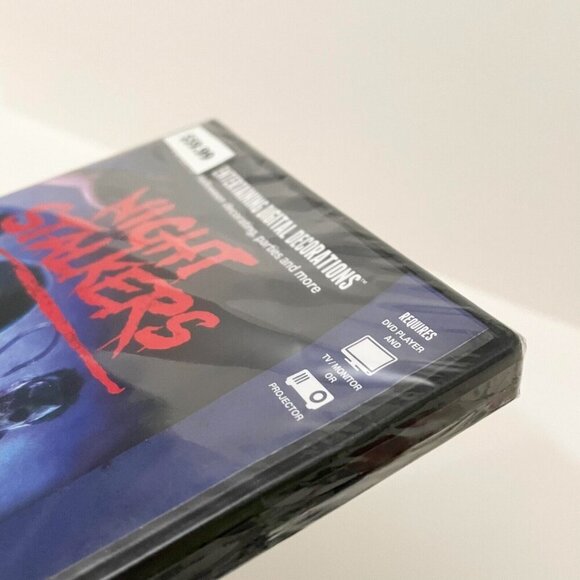 ENTERTAINING DIGITAL DECORATIONS™
decorating, parties and more
NIGHT
STALKERS
REQUIRES
DVD PLAYER
AND
TV/MONITOR
OR
PROJECTOR